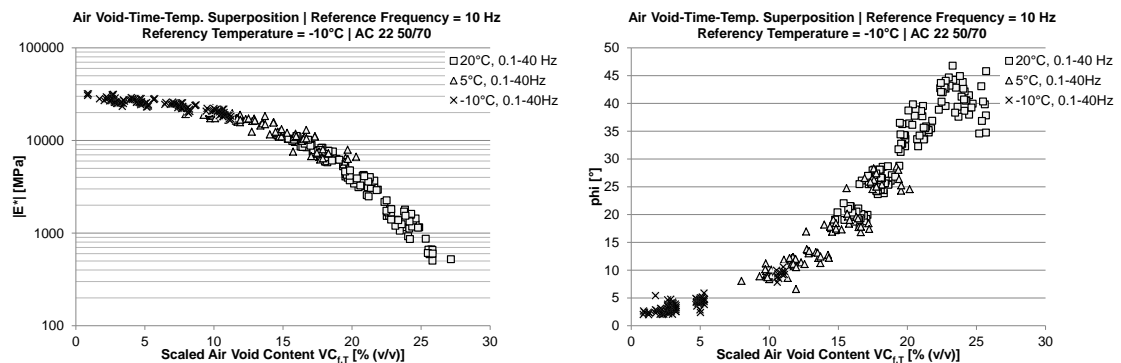 Air Void-Time-Temp. Superposition | Reference Frequency = 10 Hz
Referency Temperature = -10°C | AC 22 50/70
100000
10000
1000
100
|E*| [MPa]
20°C, 0.1-40 Hz
5°C, 0.1-40Hz
-10°C, 0.1-40Hz
0 5 10 15 20 25 30
Scaled Air Void Content VCf,T [% (v/v)]
Air Void-Time-Temp. Superposition | Reference Frequency = 10 Hz
Referency Temperature = -10°C | AC 22 50/70
50
45
40
35
30
25
20
15
10
5
0
phi [°]
20°C, 0.1-40 Hz
5°C, 0.1-40Hz
-10°C, 0.1-40Hz
0 5 10 15 20 25 30
Scaled Air Void Content VCf,T [% (v/v)]